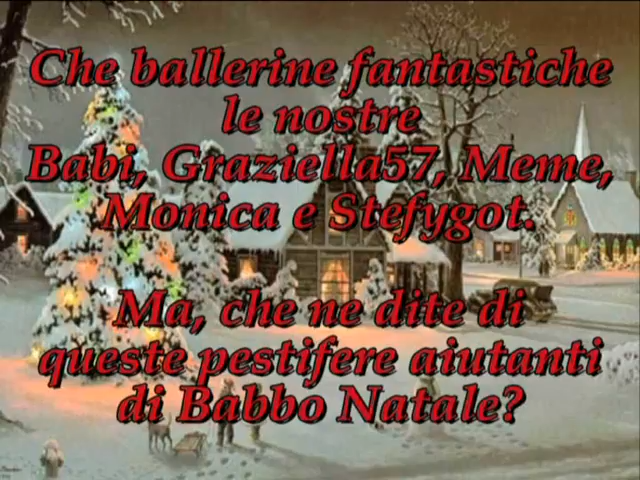 Che ballerine fantastiche
le nostre
Babi, Graziella57, Meme,
Monica e Stefygot.
Ma, che ne dite di
queste pestifere aiutanti
di Babbo Natale?